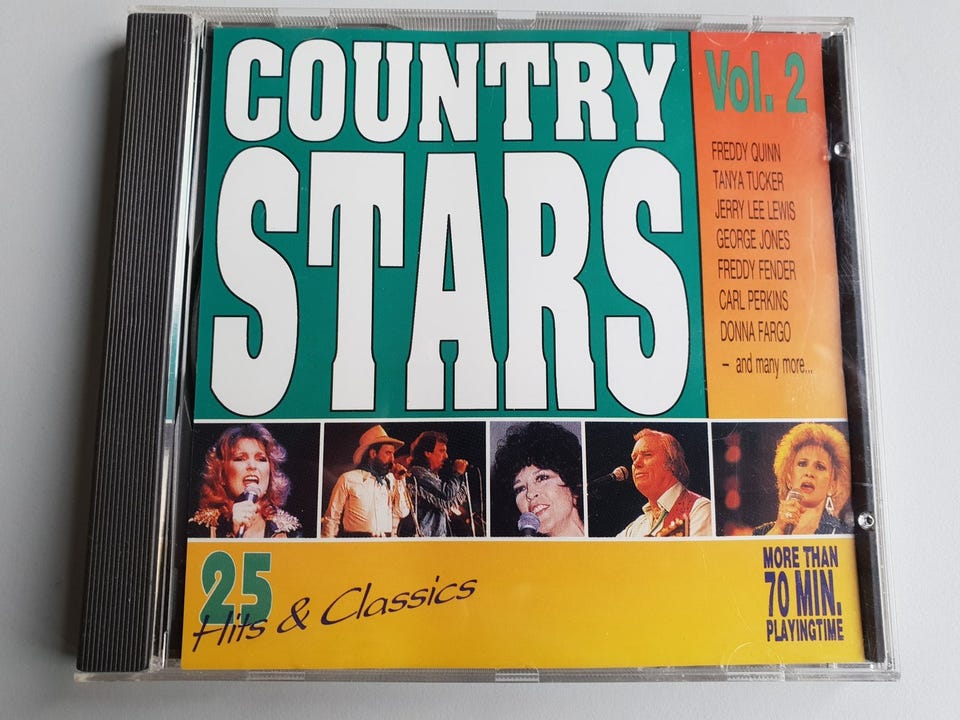 COUNTRY
STARS
Vol. 2
FREDDY QUINN
TANYA TUCKER
JERRY LEE LEWIS
GEORGE JONES
FREDDY FENDER
CARL PERKINS
DONNA FARGO
– and many more...
25
Hits & Classics
MORE THAN
70 MIN.
PLAYINGTIME